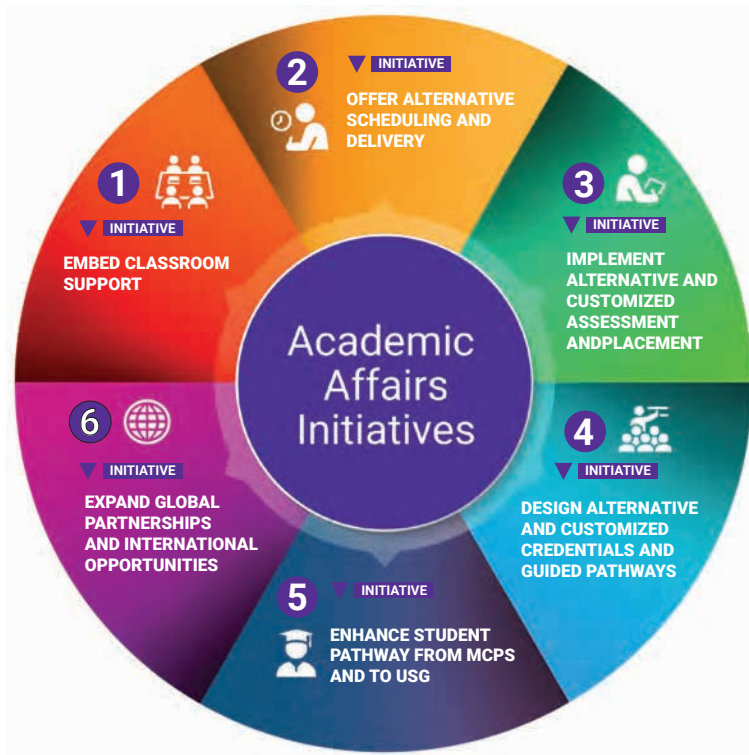 Academic
Affairs
Initiatives
1
INITIATIVE
EMBED CLASSROOM
SUPPORT
2
INITIATIVE
OFFER ALTERNATIVE
SCHEDULING AND
DELIVERY
3
INITIATIVE
IMPLEMENT
ALTERNATIVE AND
CUSTOMIZED
ASSESSMENT
ANDPLACEMENT
4
INITIATIVE
DESIGN ALTERNATIVE
AND CUSTOMIZED
CREDENTIALS AND
GUIDED PATHWAYS
5
INITIATIVE
ENHANCE STUDENT
PATHWAY FROM MCPS
AND TO USG
6
INITIATIVE
EXPAND GLOBAL
PARTNERSHIPS
AND INTERNATIONAL
OPPORTUNITIES